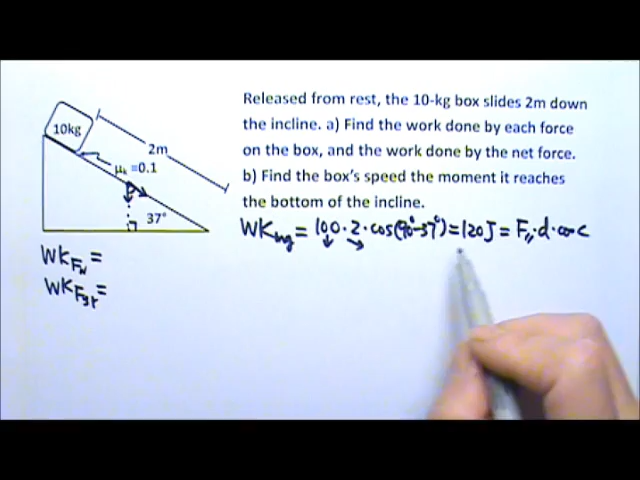 Released from rest, the 10-kg box slides 2m down
the incline. a) Find the work done by each force
on the box, and the work done by the net force.
b) Find the box's speed the moment it reaches
the bottom of the incline.
10kg
2m
μk =0.1
37°
WKmg = 100 · 2 · cos(90°-37°) = 120J = F// · d · cos
WKFN =
WKFfr =